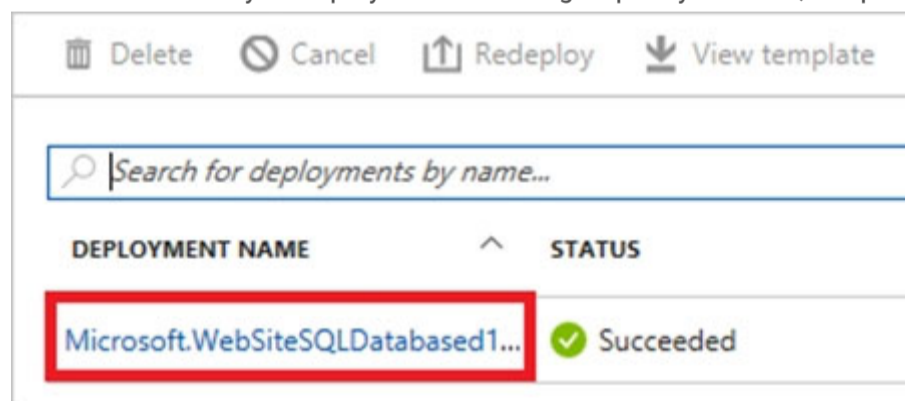 Delete Cancel Redeploy View template
Search for deployments by name...
DEPLOYMENT NAME STATUS
Microsoft.WebSiteSQLDatabased1... Succeeded